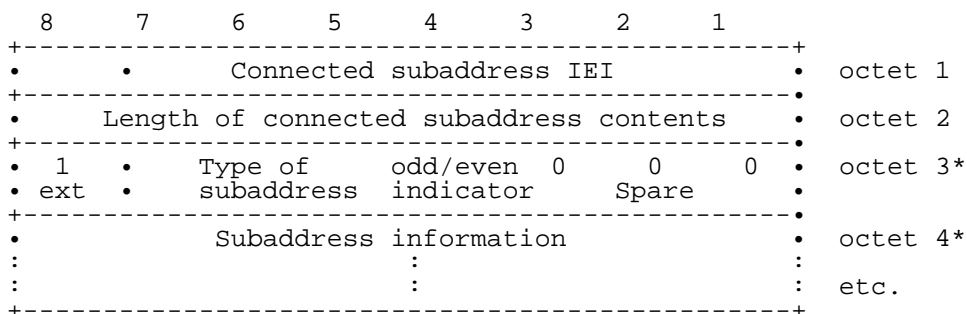 8 7 6 5 4 3 2 1
+-----------------------------------------------+
• • Connected subaddress IEI • octet 1
+-----------------------------------------------•
• Length of connected subaddress contents • octet 2
+-----------------------------------------------•
• 1 • Type of odd/even 0 0 0 • octet 3*
• ext • subaddress indicator Spare •
+-----------------------------------------------•
• Subaddress information • octet 4*
: : :
: : : etc.
+-----------------------------------------------+